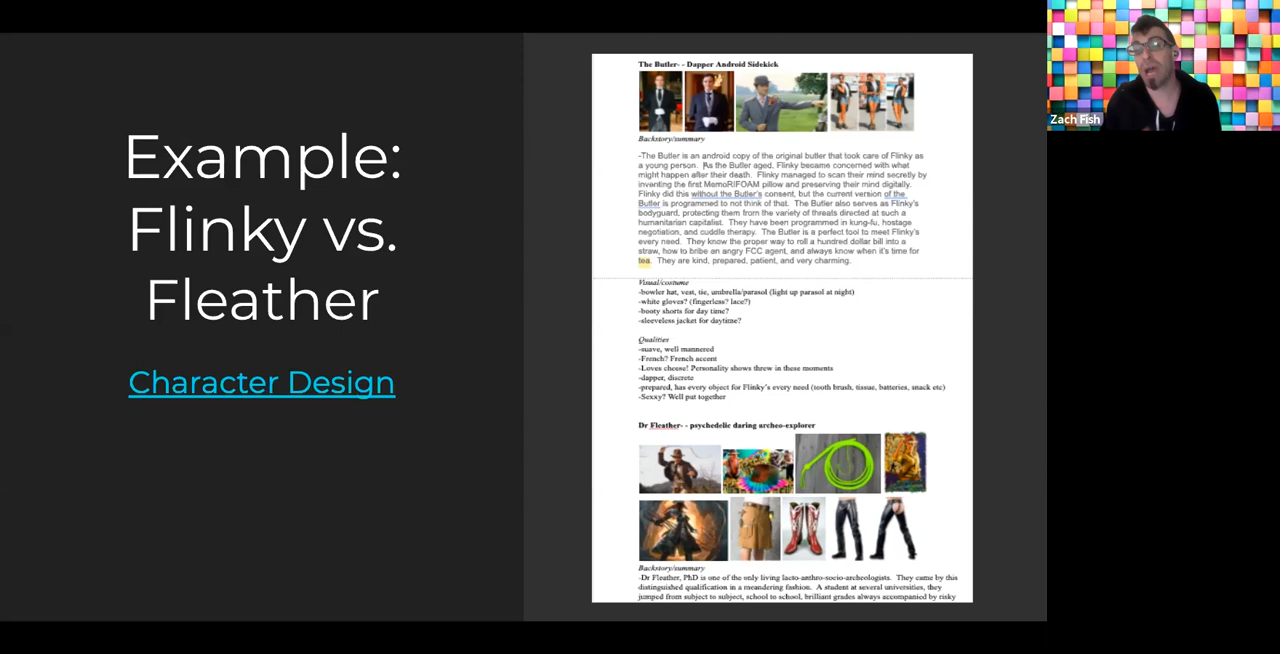 Example:
Flinky vs.
Fleather
Character Design
The Butler- - Dapper Android Sidekick
Backstory/summary
-The Butler is an android copy of the original butler that took care of Flinky as
a young person. As the Butler aged, Flinky became concerned with what
might happen after their death. Flinky managed to scan their mind secretly by
inventing the first MemoRIFOAM pillow and preserving their mind digitally.
Flinky did this without the Butler's consent, but the current version of the
Butler is programmed to not think of that. The Butler also serves as Flinky's
bodyguard, protecting them from the variety of threats directed at such a
humanitarian capitalist. They have been programmed in kung-fu, hostage
negotiation, and cuddle therapy. The Butler is a perfect tool to meet Flinky's
every need. They know the proper way to roll a hundred dollar bill into a
straw, how to bribe an angry FCC agent, and always know when it's time for
tea. They are kind, prepared, patient, and very charming.
Visual/costume
-bowler hat, vest, tie, umbrella/parasol (light up parasol at night)
-white gloves? (fingerless? lace?)
-booty shorts for day time?
-sleeveless jacket for daytime?
Qualities
-suave, well mannered
-French? French accent
-Loves cheese! Personality shows threw in these moments
-dapper, discrete
-prepared, has every object for Flinky's every need (tooth brush, tissue, batteries, snack etc)
-Sexxy? Well put together
Dr Fleather- - psychedelic daring archeo-explorer
Backstory/summary
-Dr Fleather, PhD is one of the only living lacto-anthro-socio-archeologists. They came by this
distinguished qualification in a meandering fashion. A student at several universities, they
jumped from subject to subject, school to school, brilliant grades always accompanied by risky
Zach Fish